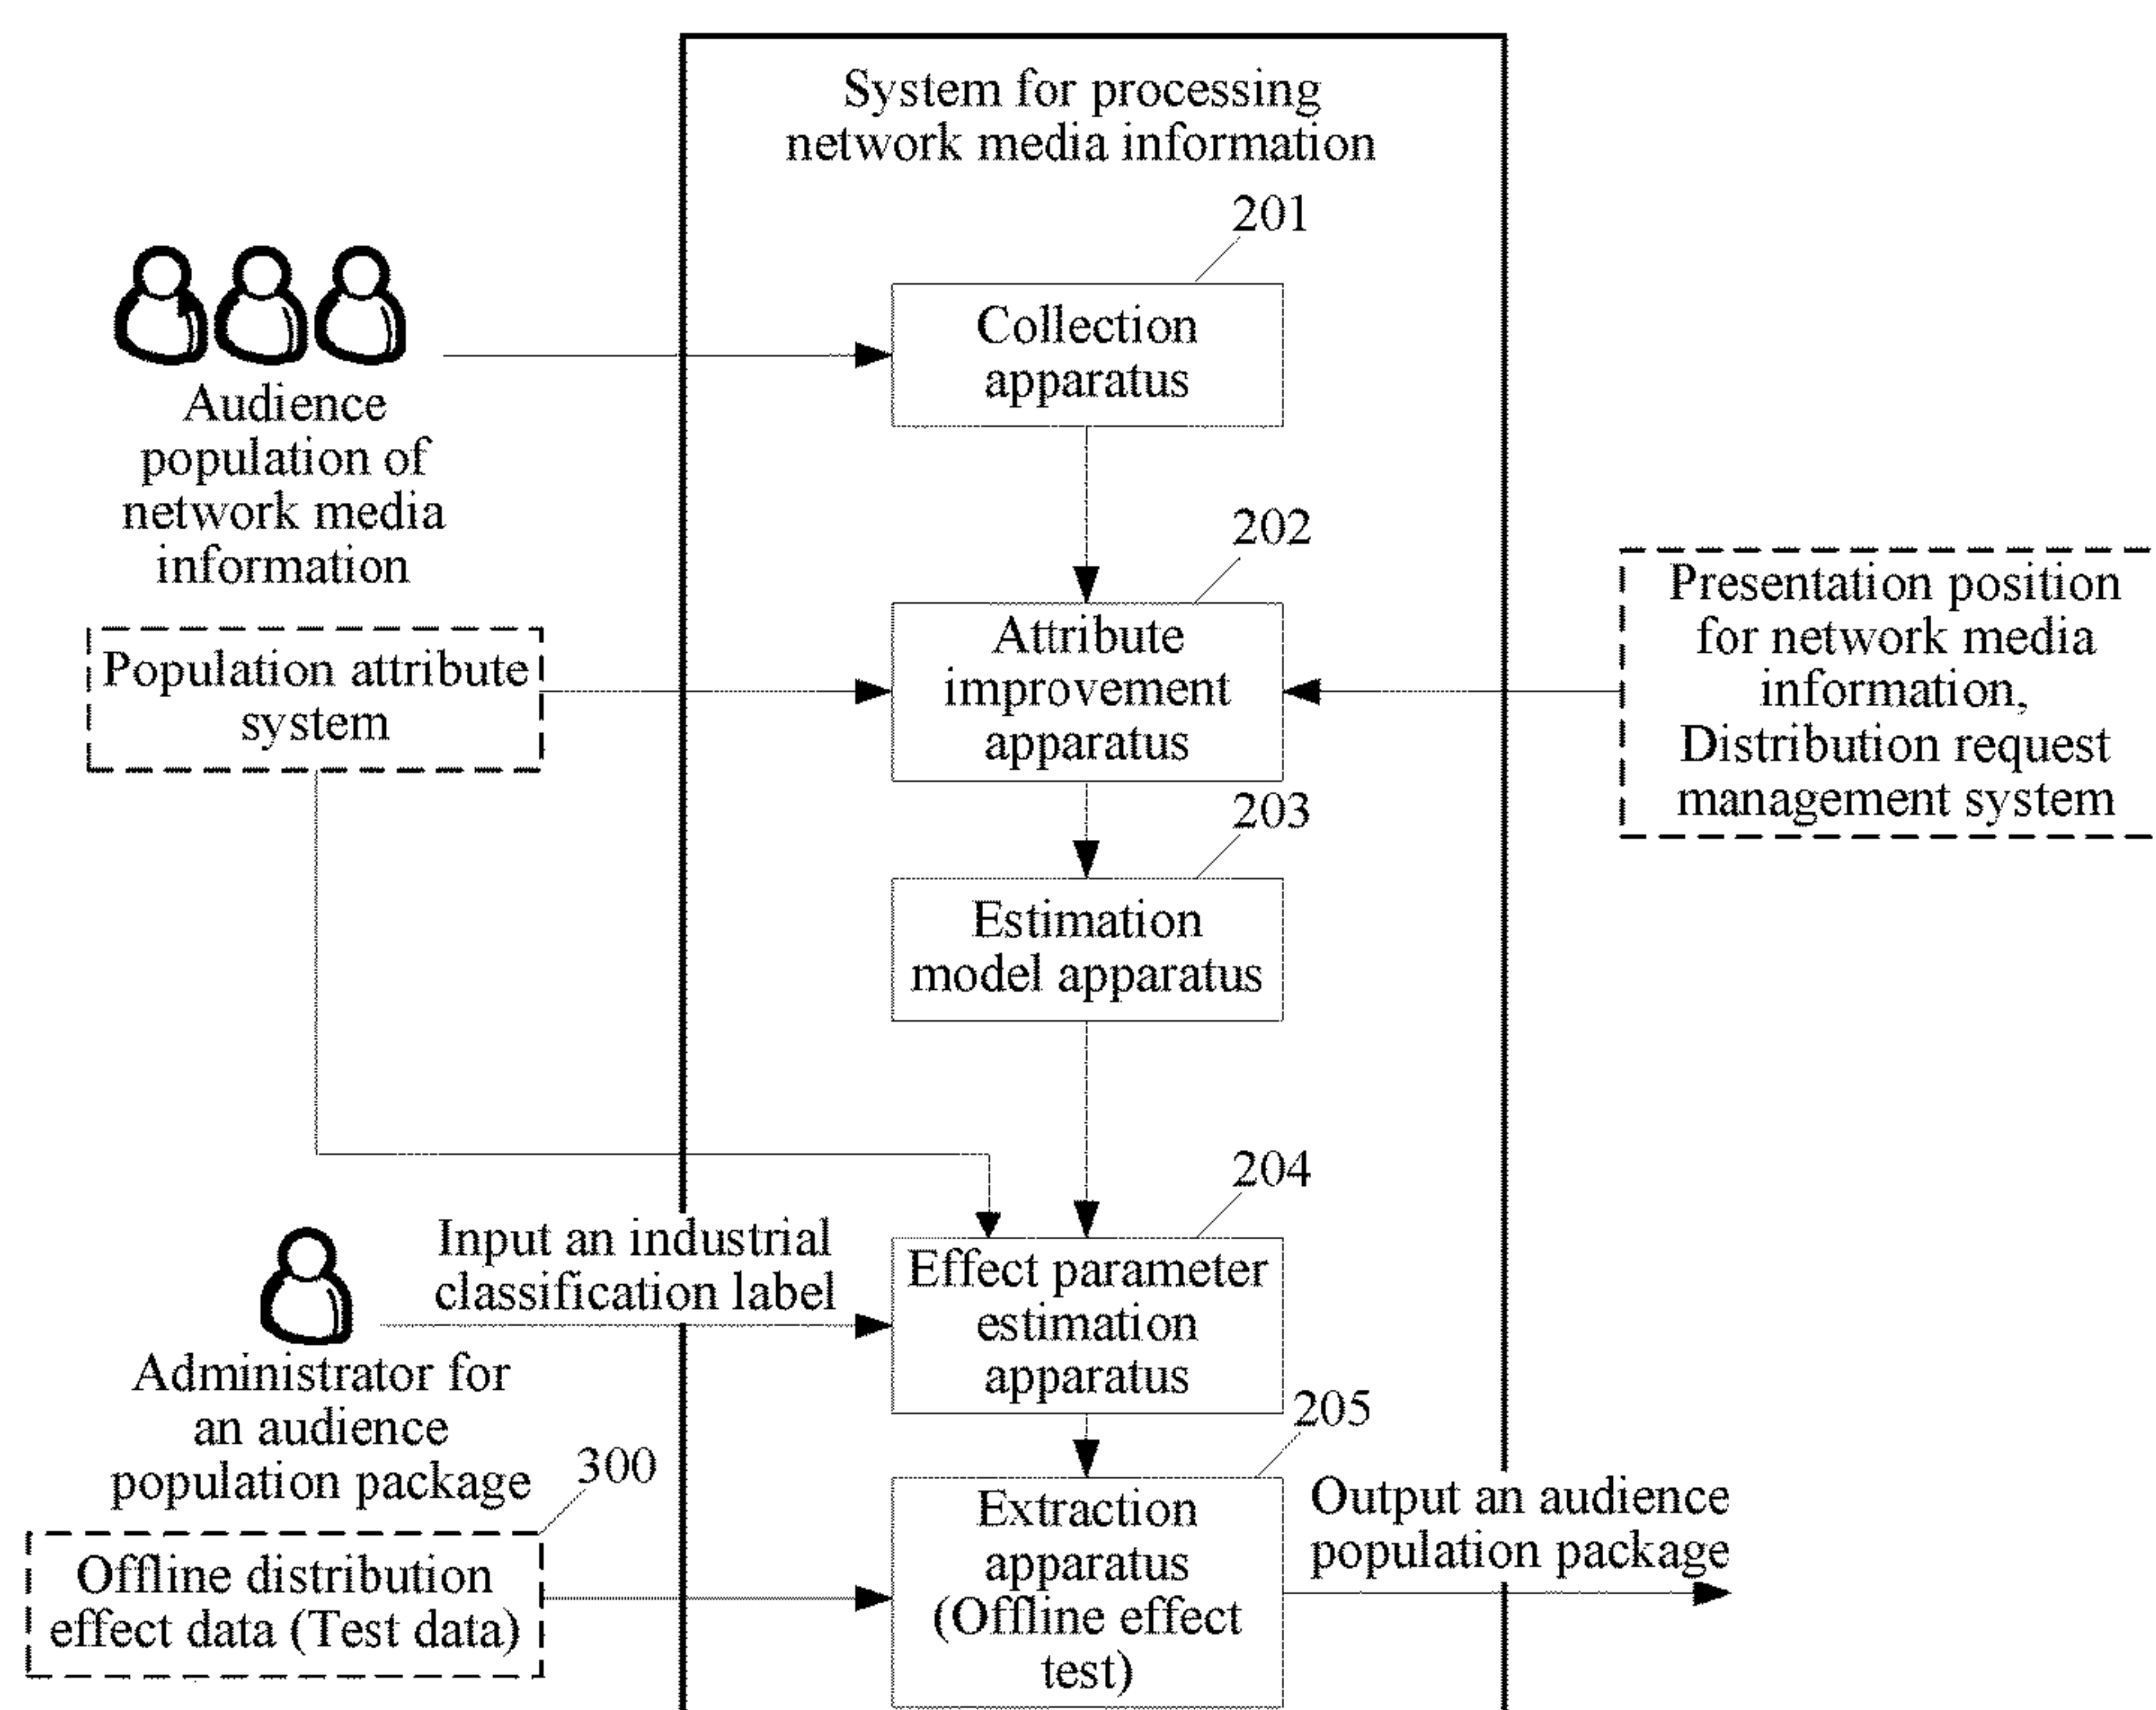 System for processing
network media information
201
Collection
apparatus
Audience
population of
network media
information
202
Attribute
improvement
apparatus
Population attribute
system
Presentation position
for network media
information,
Distribution request
management system
203
Estimation
model apparatus
204
Input an industrial
classification label
Effect parameter
estimation
apparatus
Administrator for
an audience
population package
205
300
Extraction
apparatus
(Offline effect
test)
Output an audience
population package
Offline distribution
effect data (Test data)